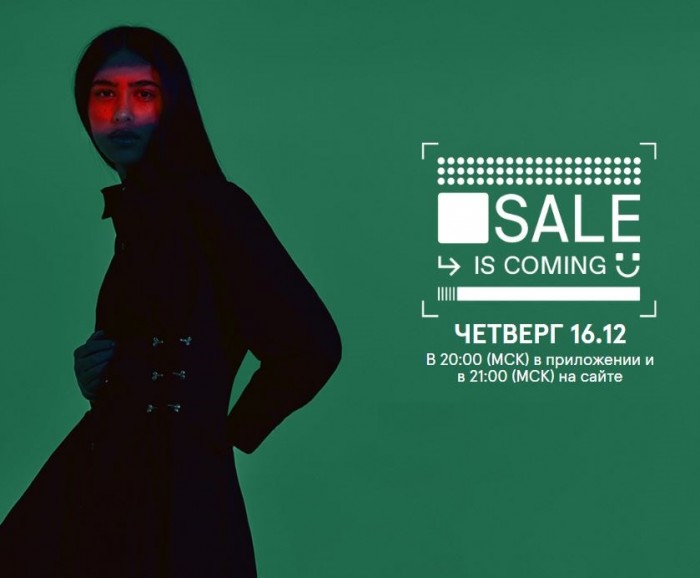 SALE
IS COMING
ЧЕТВЕРГ 16.12
В 20:00 (МСК) в приложении и
в 21:00 (МСК) на сайте